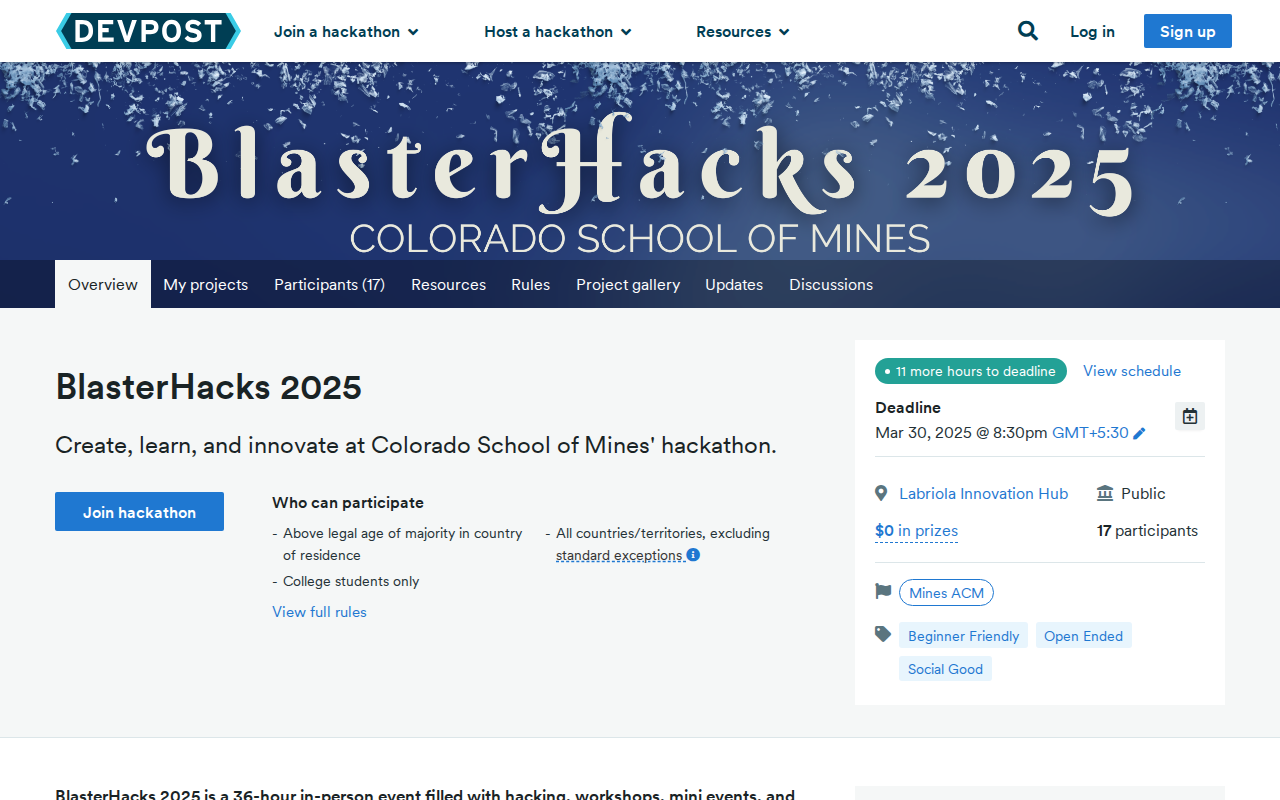 DEVPOST
Join a hackathon
Host a hackathon
Resources
Log in
Sign up
BlasterHacks 2025
COLORADO SCHOOL OF MINES
Overview
My projects
Participants (17)
Resources
Rules
Project gallery
Updates
Discussions
BlasterHacks 2025
Create, learn, and innovate at Colorado School of Mines' hackathon.
Join hackathon
Who can participate
- Above legal age of majority in country
of residence
- College students only
- All countries/territories, excluding
standard exceptions
View full rules
11 more hours to deadline
View schedule
Deadline
Mar 30, 2025 @ 8:30pm GMT+5:30
Labriola Innovation Hub
Public
$0 in prizes
17 participants
Mines ACM
Beginner Friendly
Open Ended
Social Good
BlasterHacks 2025 is a 36-hour in-person event filled with hacking, workshops, mini events, and